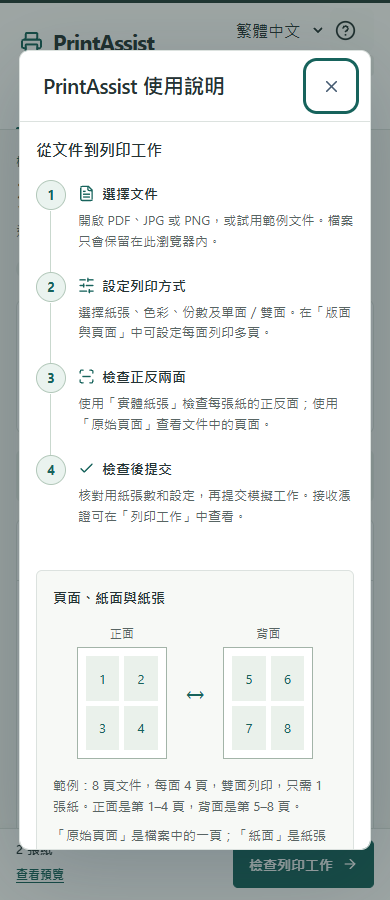 繁體中文
PrintAssist
PrintAssist 使用說明
從文件到列印工作
1 選擇文件
開啟 PDF、JPG 或 PNG，或試用範例文件。檔案
只會保留在此瀏覽器內。
2 設定列印方式
選擇紙張、色彩、份數及單面 / 雙面。在「版面
與頁面」中可設定每面列印多頁。
3 檢查正反兩面
使用「實體紙張」檢查每張紙的正反面；使用
「原始頁面」查看文件中的頁面。
4 檢查後提交
核對用紙張數和設定，再提交模擬工作。接收憑
證可在「列印工作」中查看。
頁面、紙面與紙張
正面 背面
1 2 5 6
3 4 7 8
範例：8 頁文件，每面 4 頁，雙面列印，只需 1
張紙。正面是第 1–4 頁，背面是第 5–8 頁。
「原始頁面」是檔案中的一頁；「紙面」是紙張
2 張紙
查看預覽
檢查列印工作